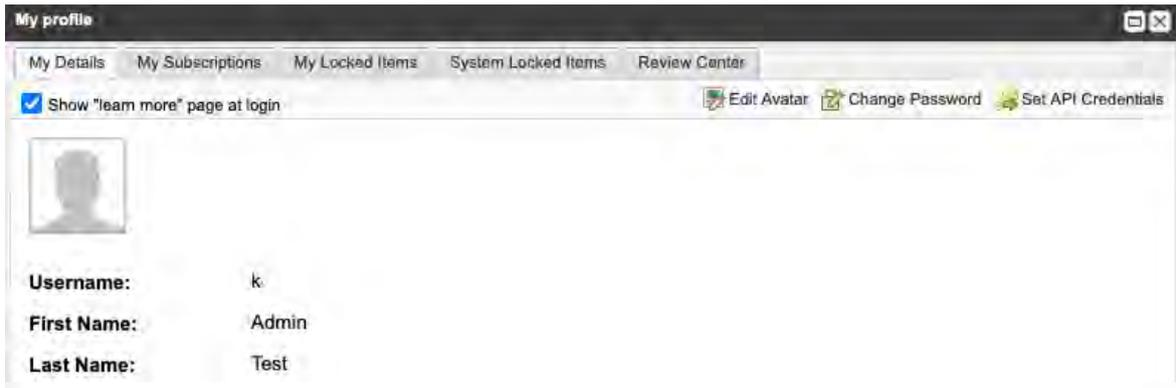 My profile
My Details My Subscriptions My Locked Items System Locked Items Review Center
Show "learn more" page at login Edit Avatar Change Password Set API Credentials
Username: k
First Name: Admin
Last Name: Test